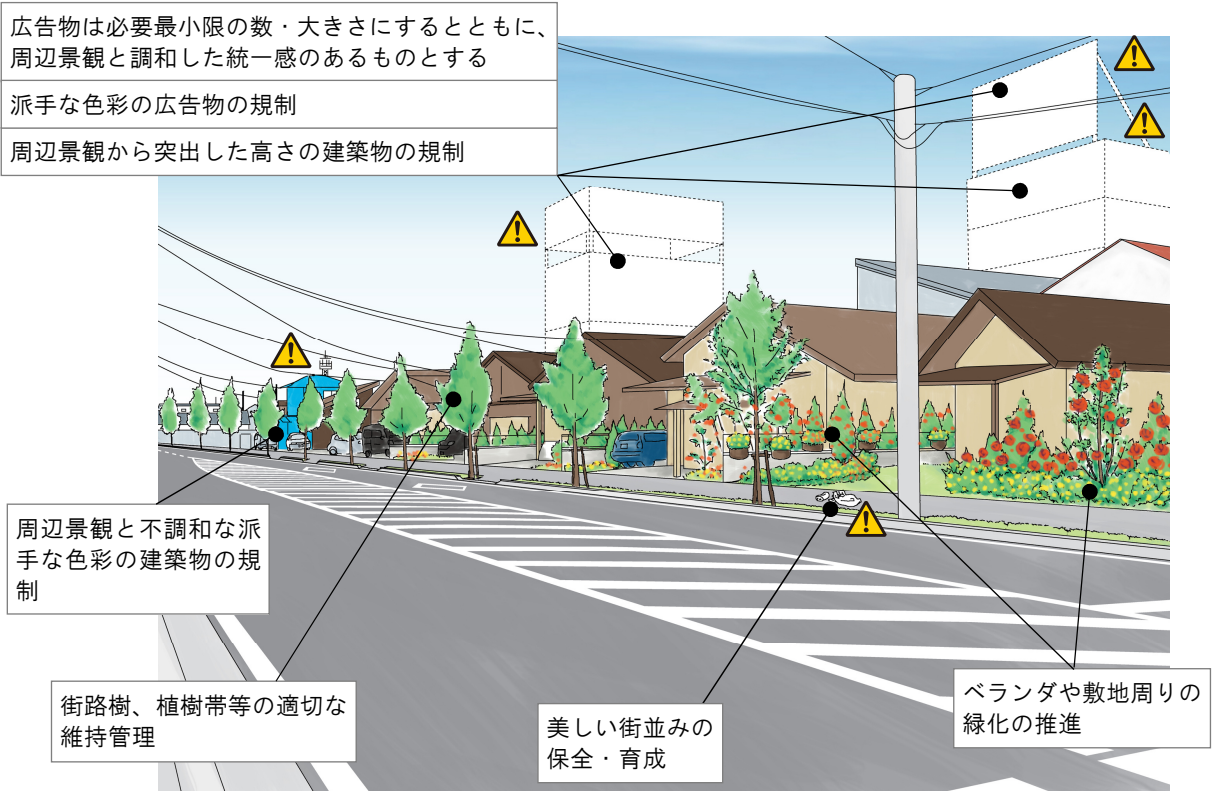 広告物は必要最小限の数・大きさにするとともに、
周辺景観と調和した統一感のあるものとする
派手な色彩の広告物の規制
周辺景観から突出した高さの建築物の規制
周辺景観と不調和な派
手な色彩の建築物の規
制
街路樹、植樹帯等の適切な
維持管理
美しい街並みの
保全・育成
ベランダや敷地周りの
緑化の推進